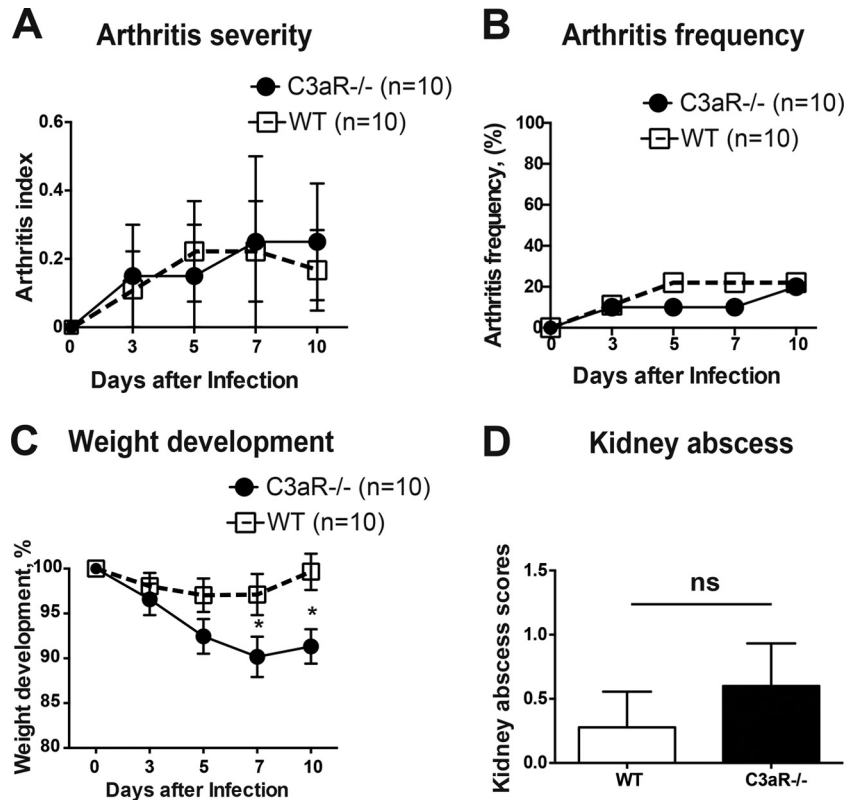 A
Arthritis severity
C3aR-/- (n=10)
WT (n=10)
Arthritis index
0.6
0.4
0.2
0
0 3 5 7 10
Days after Infection
B
Arthritis frequency
C3aR-/- (n=10)
WT (n=10)
Arthritis frequency, (%)
100
80
60
40
20
0
0 3 5 7 10
Days after Infection
C
Weight development
C3aR-/- (n=10)
WT (n=10)
Weight development, %
100
95
90
85
80
* *
0 3 5 7 10
Days after Infection
D
Kidney abscess
Kidney abscess scores
1.5
1.0
0.5
0.0
ns
WT C3aR-/-